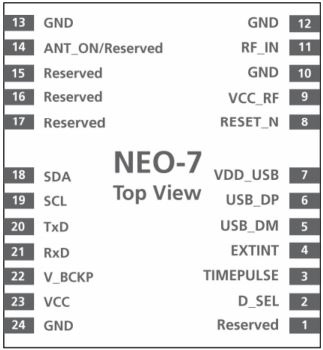 13 GND GND 12
14 ANT_ON/Reserved RF_IN 11
15 Reserved GND 10
16 Reserved VCC_RF 9
17 Reserved RESET_N 8
NEO-7
Top View
18 SDA VDD_USB 7
19 SCL USB_DP 6
20 TxD USB_DM 5
21 RxD EXTINT 4
22 V_BCKP TIMEPULSE 3
23 VCC D_SEL 2
24 GND Reserved 1